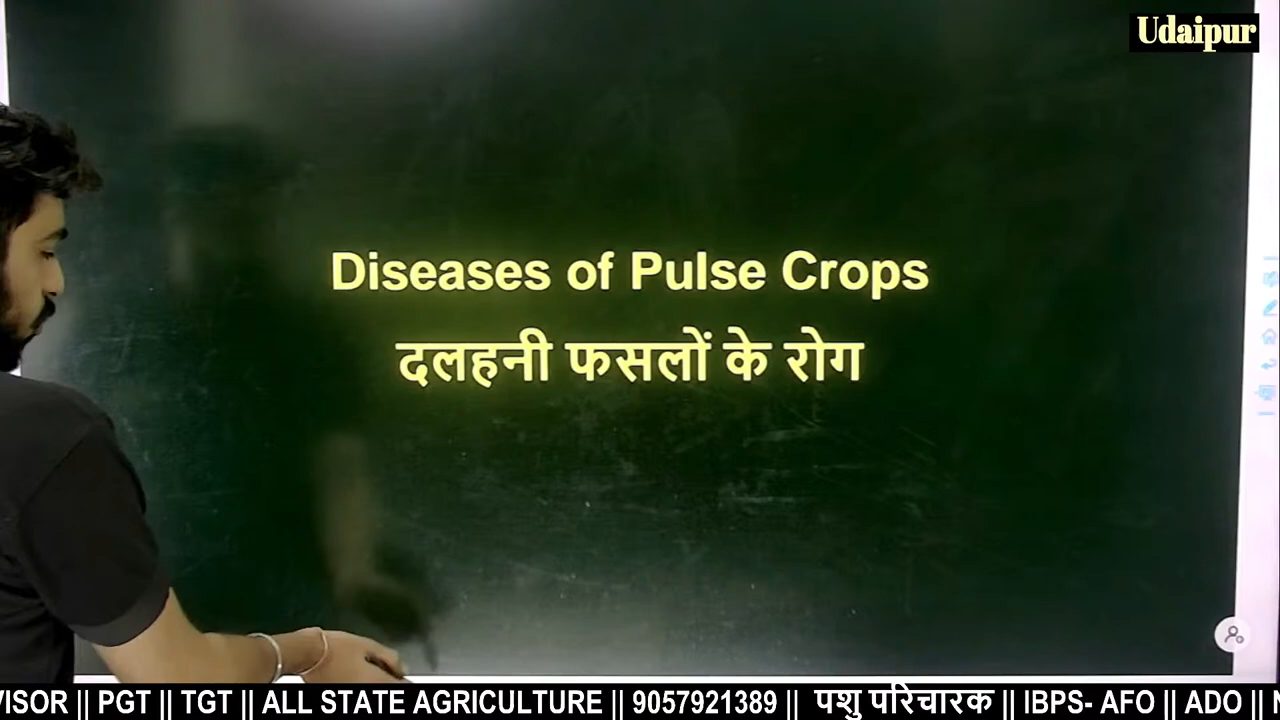 Udaipur
Diseases of Pulse Crops
दलहनी फसलों के रोग
VISOR || PGT || TGT || ALL STATE AGRICULTURE || 9057921389 || पशु परिचारक || IBPS- AFO || ADO ||